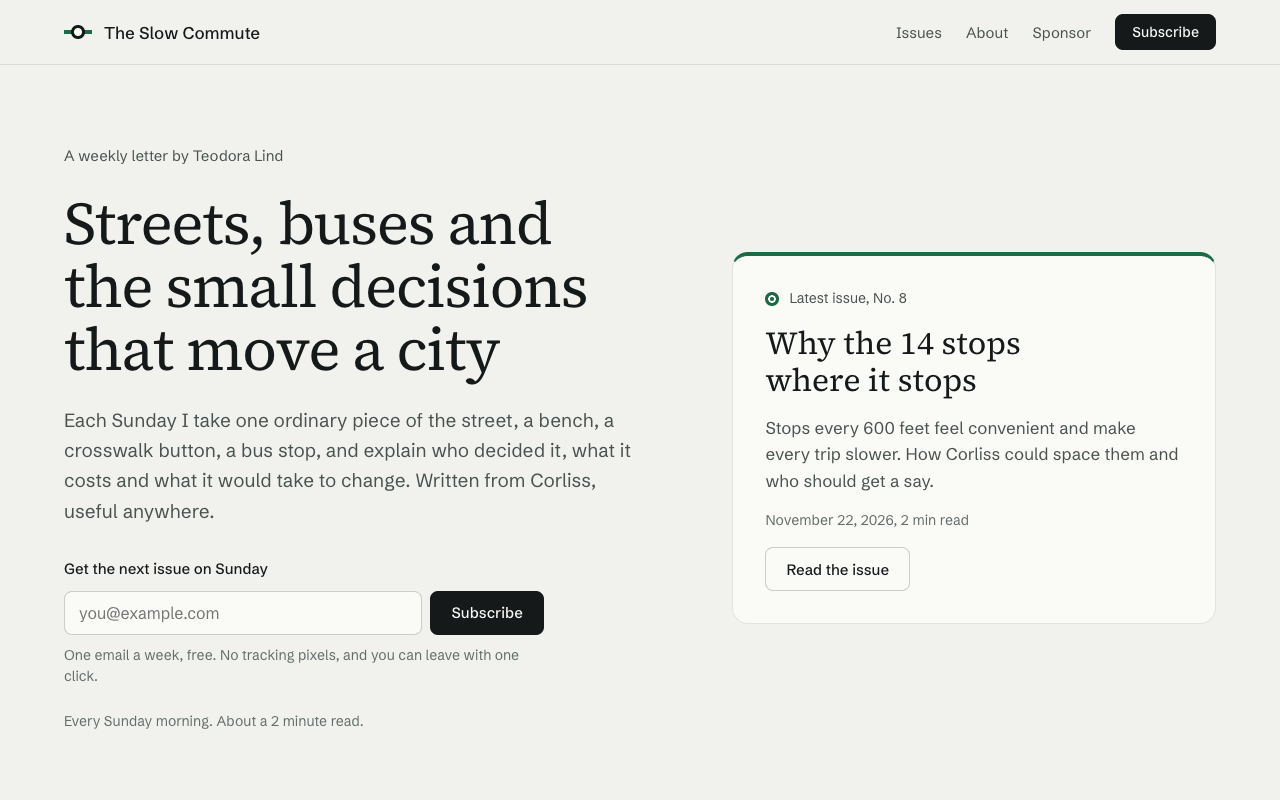 The Slow Commute
Issues
About
Sponsor
Subscribe
A weekly letter by Teodora Lind
Streets, buses and
the small decisions
that move a city
Each Sunday I take one ordinary piece of the street, a bench, a
crosswalk button, a bus stop, and explain who decided it, what it
costs and what it would take to change. Written from Corliss,
useful anywhere.
Get the next issue on Sunday
you@example.com
Subscribe
One email a week, free. No tracking pixels, and you can leave with one
click.
Every Sunday morning. About a 2 minute read.
Latest issue, No. 8
Why the 14 stops
where it stops
Stops every 600 feet feel convenient and make
every trip slower. How Corliss could space them and
who should get a say.
November 22, 2026, 2 min read
Read the issue